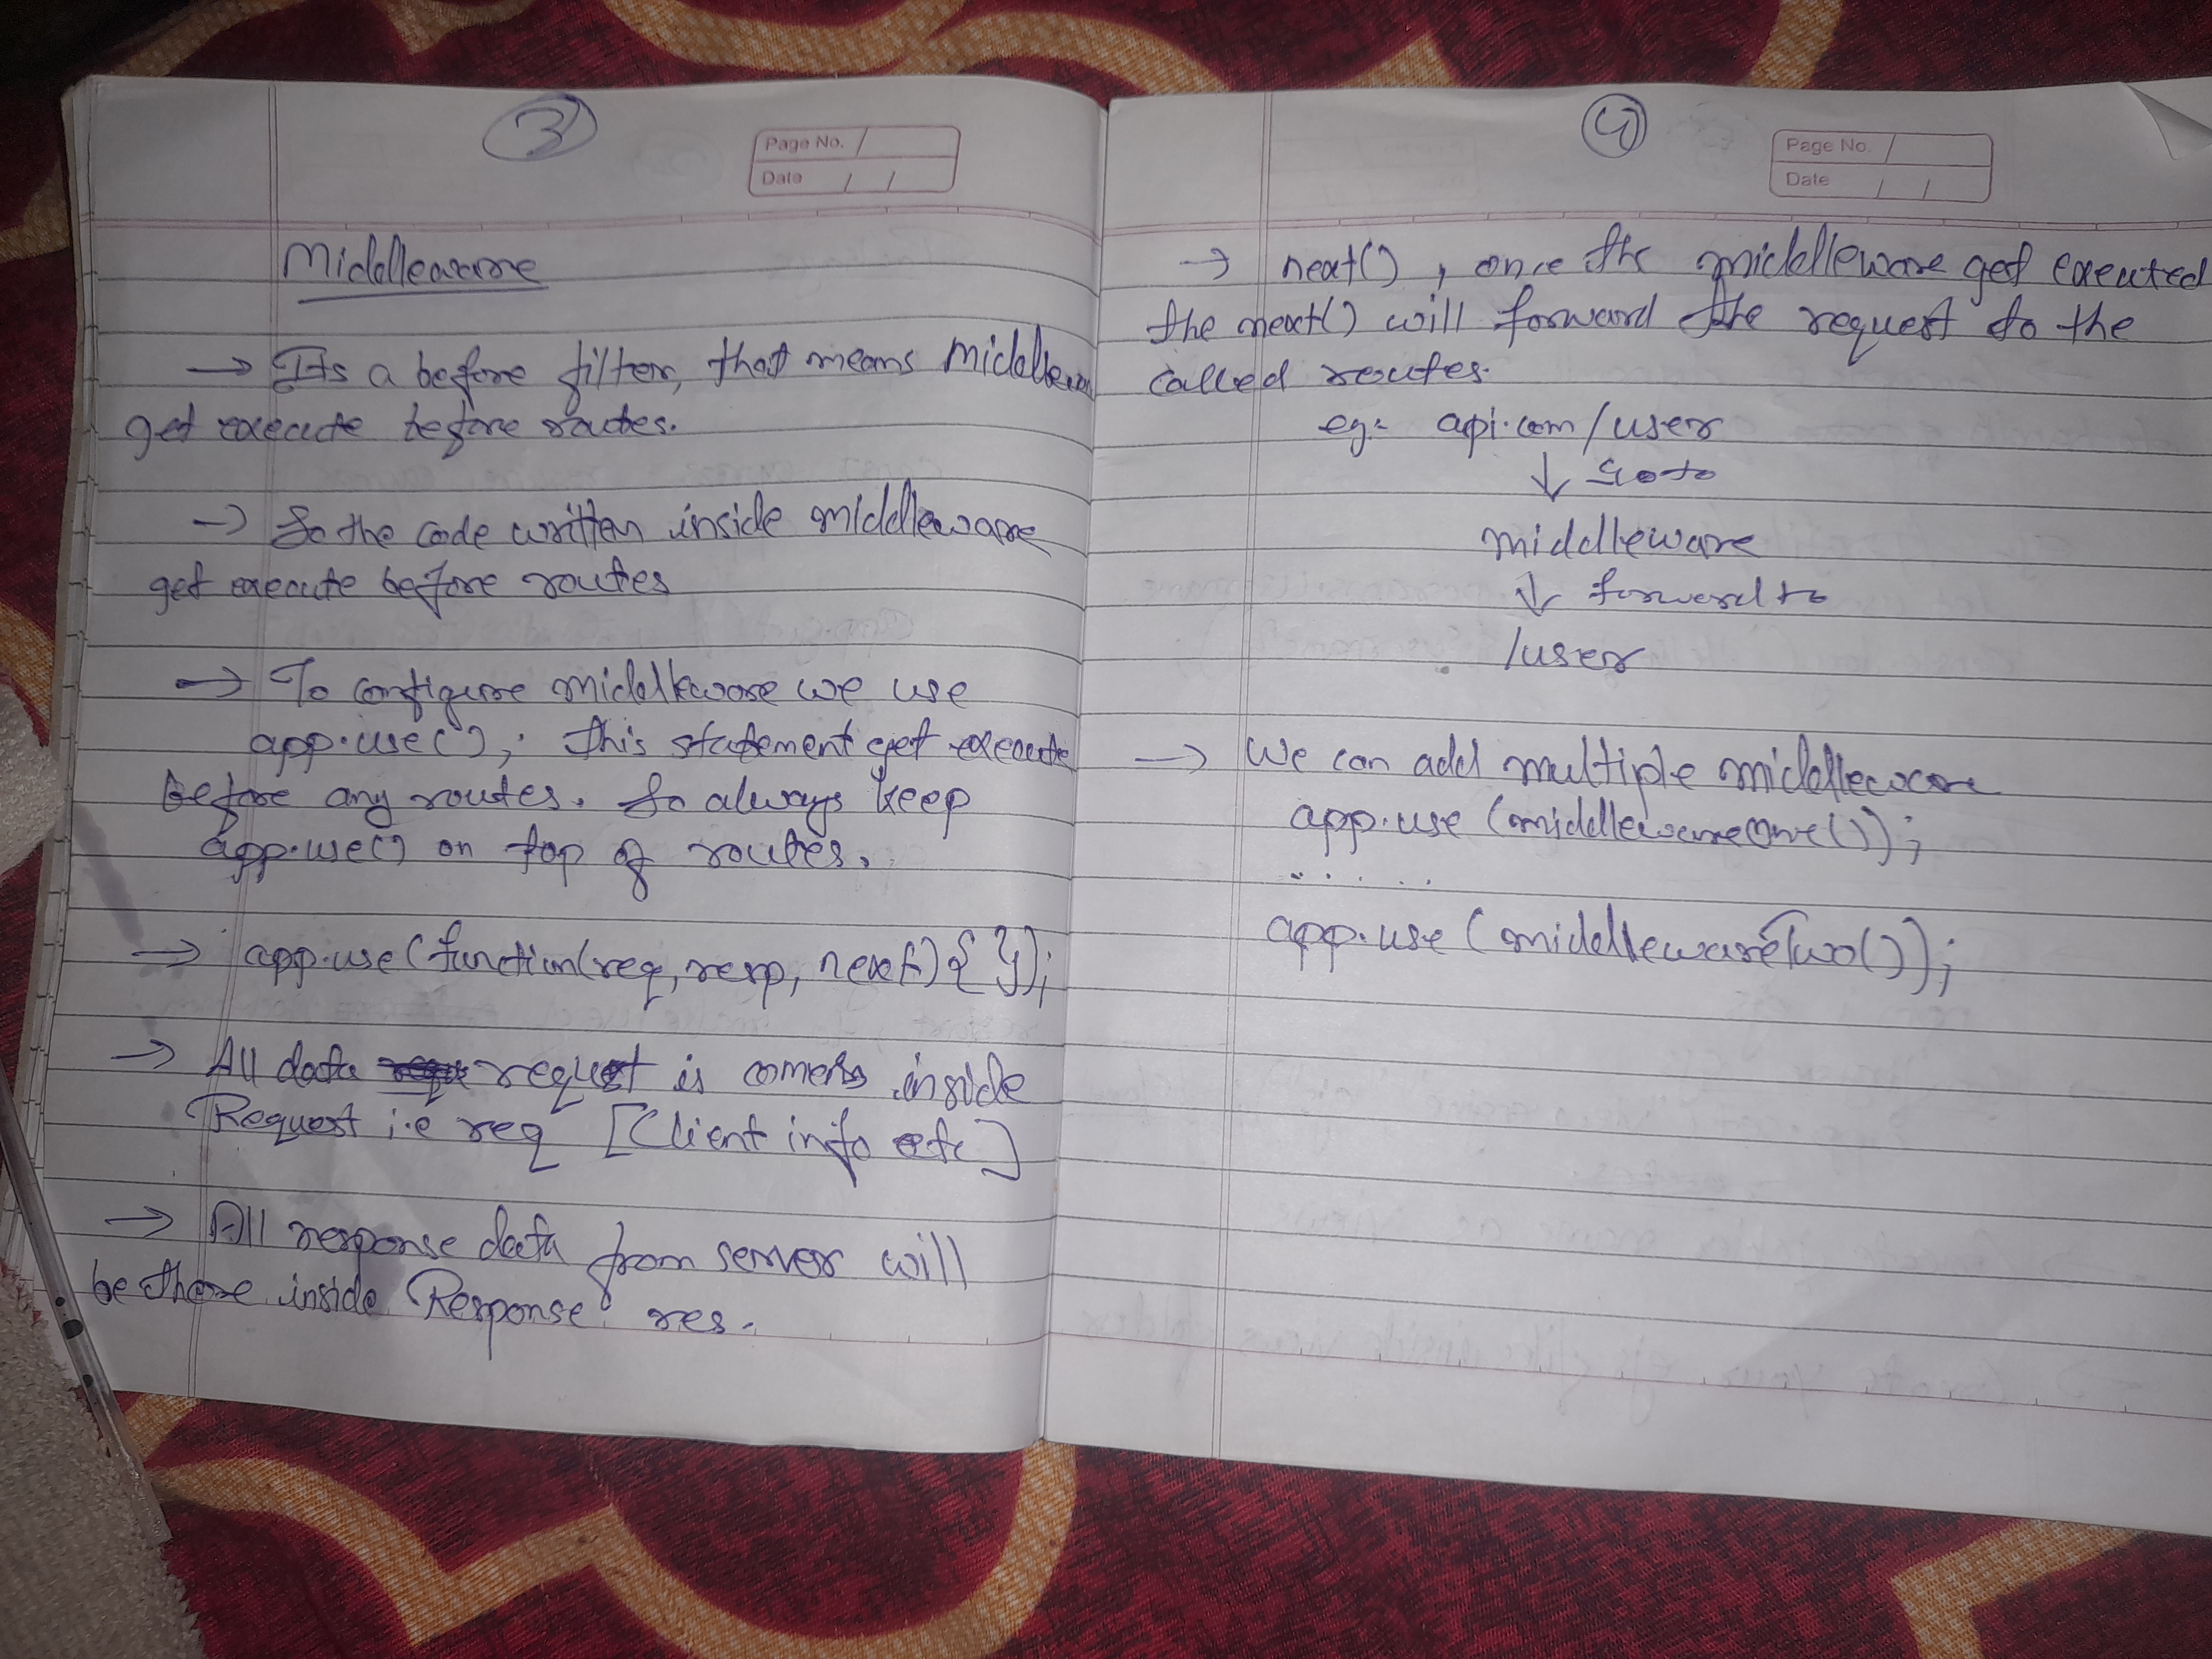 3
Page No.
Date
Middleware
→ Its a before filter, that means Middleware
get execute before routes.
→ So the code written inside middleware
get execute before routes
→ To configure middleware we use
app.use(); this statement get execute
before any routes. So always keep
app.use() on top of routes.
→ app.use(function(req, resp, next) { });
→ All data request is comens inside
Request i.e req [Client info etc]
→ All response data from server will
be there inside Response res.
4
Page No.
Date
→ next() , once the middleware get executed
the next() will forward the request to the
called routes.
eg:- api.com/user
↓ Go to
middleware
↓ forward to
/user
→ We can add multiple middleware
app.use (middlewareOne());
......
app.use (middlewareTwo());